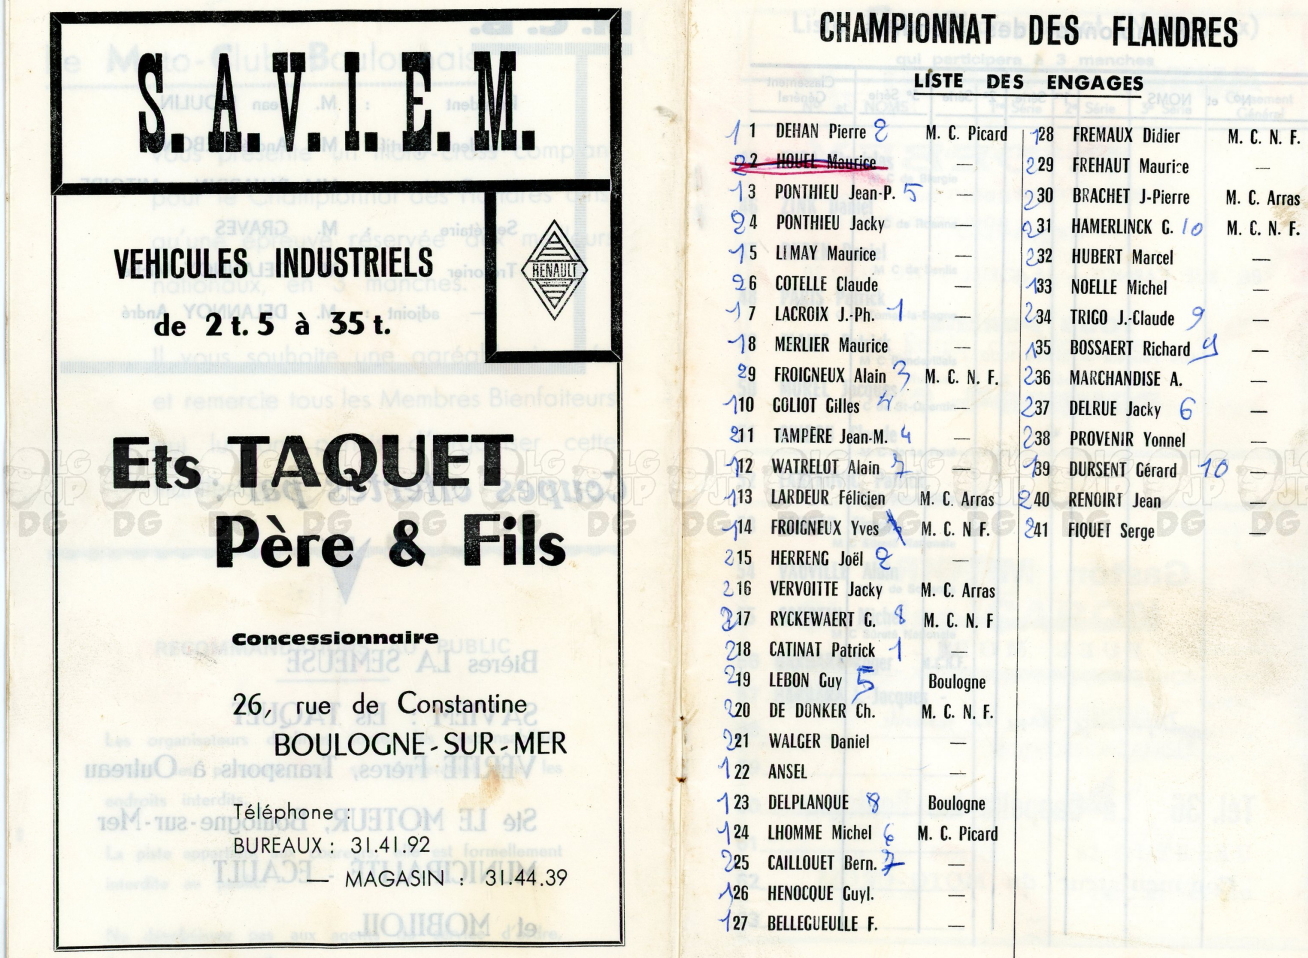 S.A.V.I.E.M.
VEHICULES INDUSTRIELS
de 2 t. 5 à 35 t.
RENAULT
Ets TAQUET
Père & Fils
Concessionnaire
26, rue de Constantine
BOULOGNE-SUR-MER
Téléphone :
BUREAUX : 31.41.92
— MAGASIN : 31.44.39
CHAMPIONNAT DES FLANDRES
LISTE DES ENGAGES
1 1 DEHAN Pierre 2 M. C. Picard
2 2 HOUEL Maurice —
1 3 PONTHIEU Jean-P. 5 —
2 4 PONTHIEU Jacky —
1 5 LIMAY Maurice —
2 6 COTELLE Claude —
1 7 LACROIX J.-Ph. 1 —
1 8 MERLIER Maurice —
2 9 FROIGNEUX Alain 3 M. C. N. F.
1 10 GOLIOT Gilles 4 —
2 11 TAMPÈRE Jean-M. 4 —
1 12 WATRELOT Alain 7 —
1 13 LARDEUR Félicien M. C. Arras
1 14 FROIGNEUX Yves M. C. N. F.
2 15 HERRENG Joël 2 —
2 16 VERVOITTE Jacky M. C. Arras
2 17 RYCKEWAERT G. 8 M. C. N. F
2 18 CATINAT Patrick 1 —
2 19 LEBON Guy 5 Boulogne
2 20 DE DONKER Ch. M. C. N. F.
2 21 WALGER Daniel —
1 22 ANSEL —
1 23 DELPLANQUE 8 Boulogne
1 24 LHOMME Michel 6 M. C. Picard
2 25 CAILLOUET Bern. 7 —
1 26 HENOCQUE Guyl. —
1 27 BELLEGUEULLE F. —
1 28 FREMAUX Didier M. C. N. F.
2 29 FREHAUT Maurice —
2 30 BRACHET J-Pierre M. C. Arras
2 31 HAMERLINCK G. 10 M. C. N. F.
2 32 HUBERT Marcel —
1 33 NOELLE Michel —
2 34 TRIGO J.-Claude 9 —
1 35 BOSSAERT Richard 9 —
2 36 MARCHANDISE A. —
2 37 DELRUE Jacky 6 —
2 38 PROVENIR Yonnel —
1 39 DURSENT Gérard 10 —
2 40 RENOIRT Jean —
2 41 FIQUET Serge —